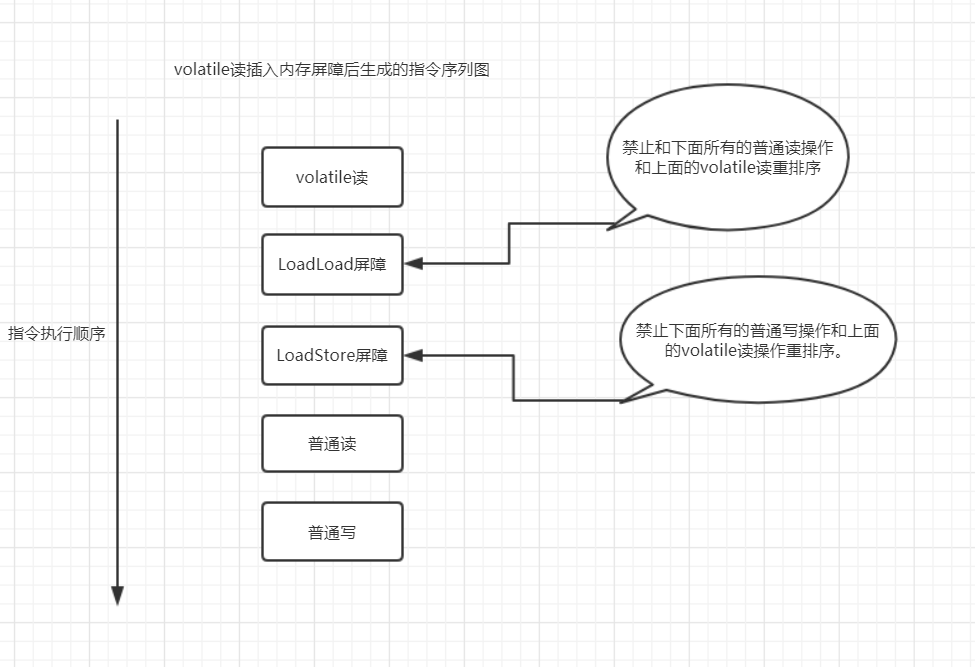 volatile读插入内存屏障后生成的指令序列图
禁止和下面所有的普通读操作
和上面的volatile读重排序
volatile读
LoadLoad屏障
指令执行顺序
禁止下面所有的普通写操作和上面
的volatile读操作重排序。
LoadStore屏障
普通读
普通写